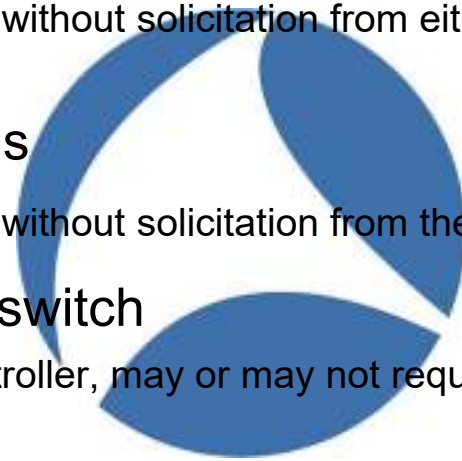 without solicitation from eit
s
without solicitation from the
switch
troller, may or may not requ